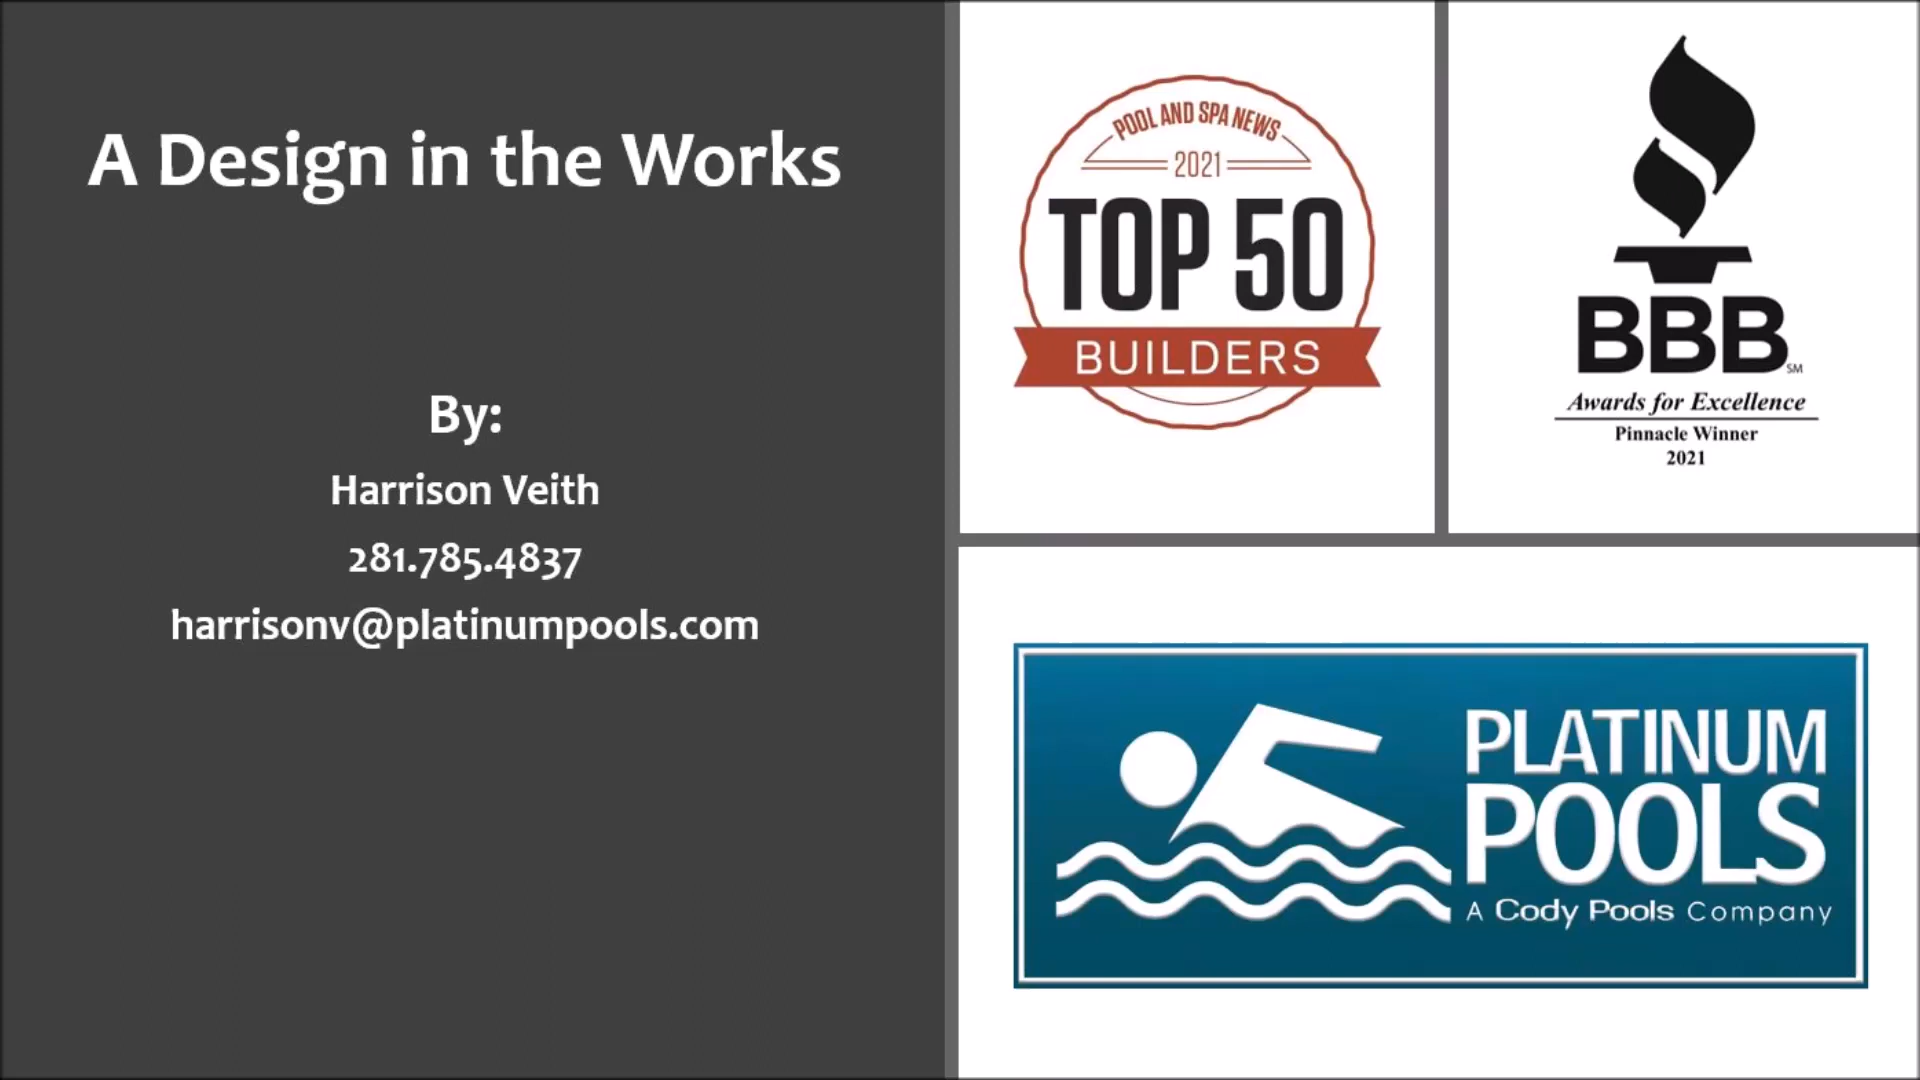 A Design in the Works
By:
Harrison Veith
281.785.4837
harrisonv@platinumpools.com
POOL AND SPA NEWS
2021
TOP 50
BUILDERS
BBB SM
Awards for Excellence
Pinnacle Winner
2021
PLATINUM
POOLS
A Cody Pools Company